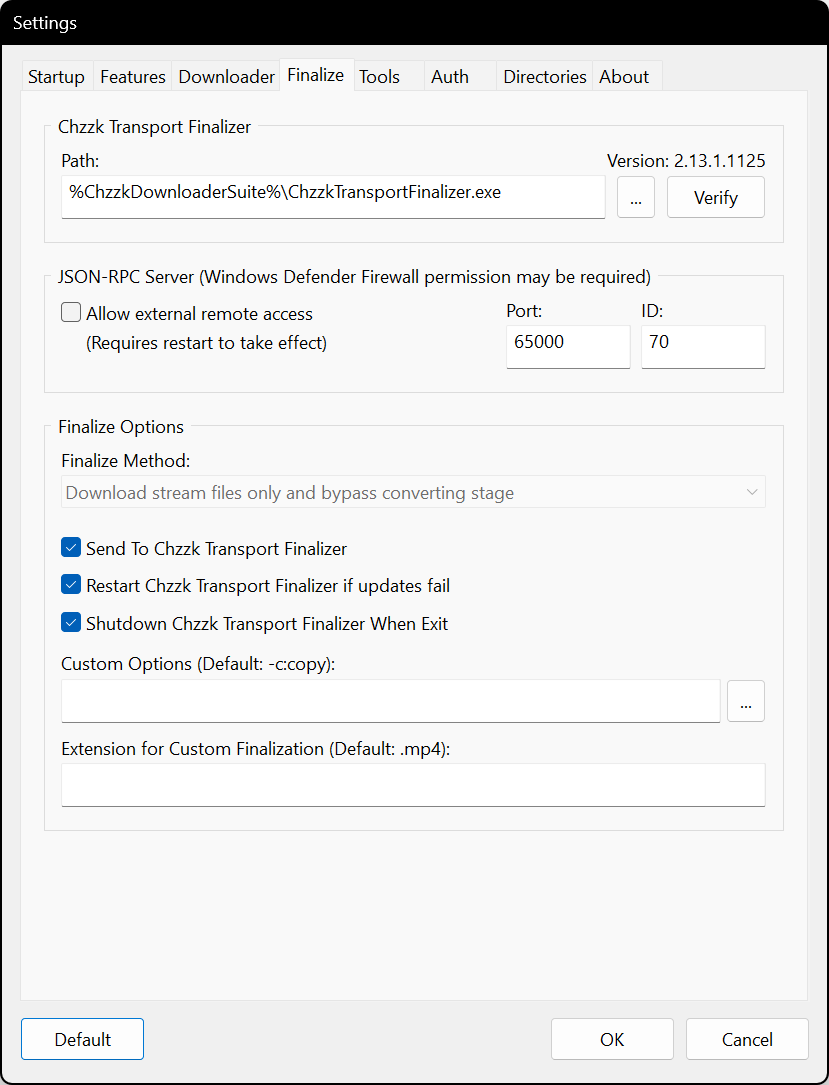 Settings
Startup Features Downloader Finalize Tools Auth Directories About
Chzzk Transport Finalizer
Path: Version: 2.13.1.1125
%ChzzkDownloaderSuite%\ChzzkTransportFinalizer.exe ... Verify
JSON-RPC Server (Windows Defender Firewall permission may be required)
Allow external remote access Port: ID:
(Requires restart to take effect) 65000 70
Finalize Options
Finalize Method:
Download stream files only and bypass converting stage
Send To Chzzk Transport Finalizer
Restart Chzzk Transport Finalizer if updates fail
Shutdown Chzzk Transport Finalizer When Exit
Custom Options (Default: -c:copy):
...
Extension for Custom Finalization (Default: .mp4):
Default OK Cancel